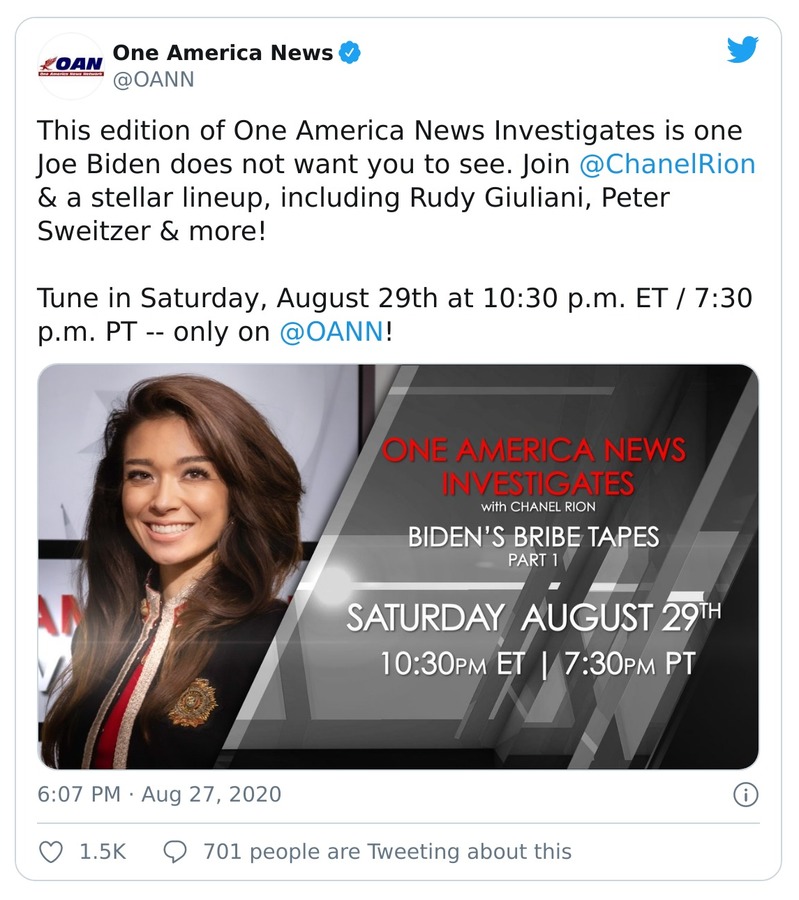 OAN
One America News Network
One America News
@OANN
This edition of One America News Investigates is one
Joe Biden does not want you to see. Join @ChanelRion
& a stellar lineup, including Rudy Giuliani, Peter
Sweitzer & more!
Tune in Saturday, August 29th at 10:30 p.m. ET / 7:30
p.m. PT -- only on @OANN!
ONE AMERICA NEWS
INVESTIGATES
with CHANEL RION
BIDEN'S BRIBE TAPES
PART 1
SATURDAY AUGUST 29TH
10:30PM ET | 7:30PM PT
6:07 PM · Aug 27, 2020
1.5K
701 people are Tweeting about this